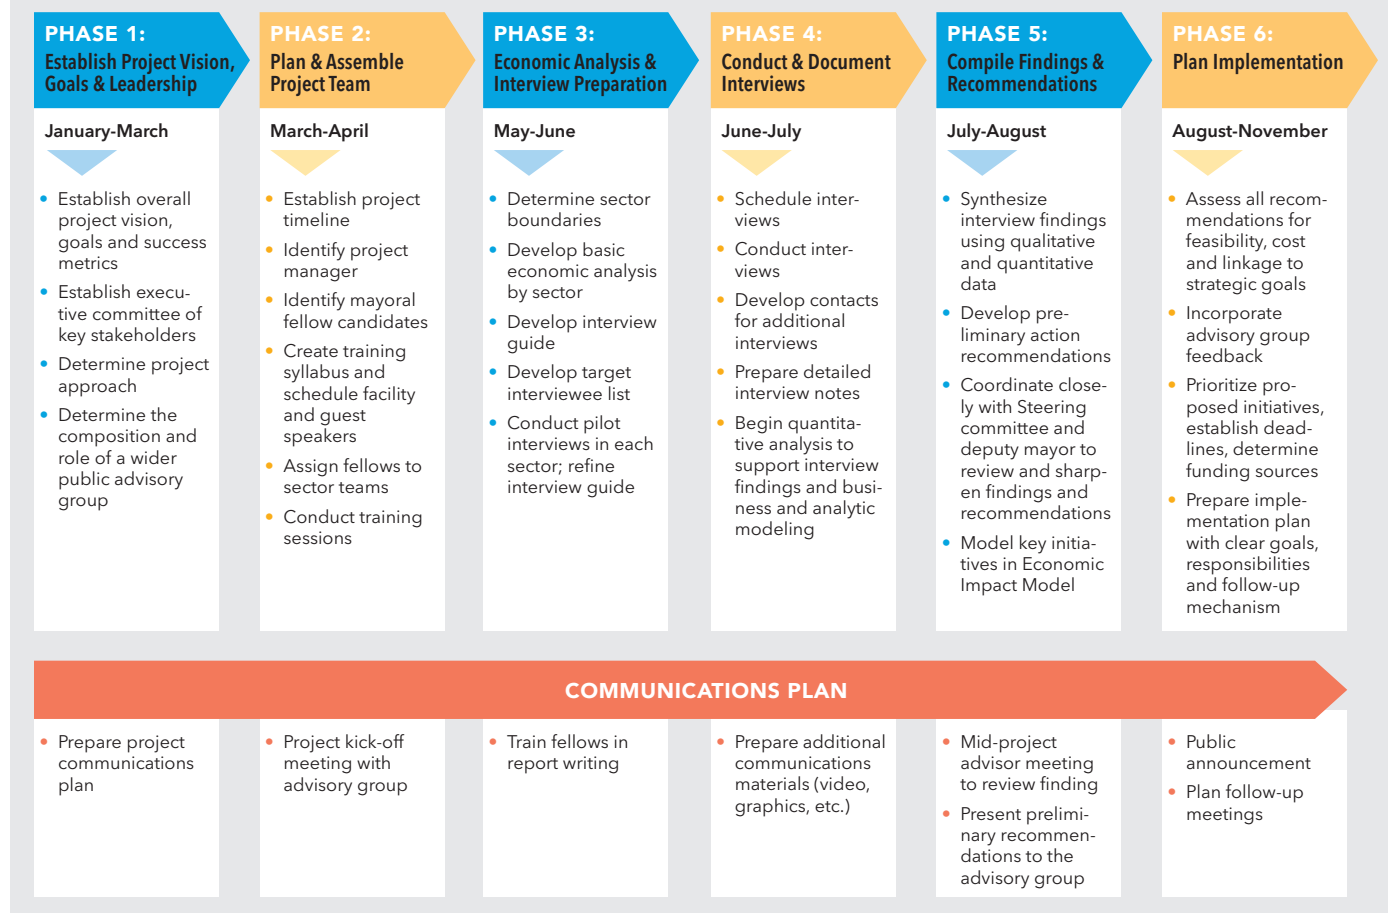 PHASE 1:
Establish Project Vision,
Goals & Leadership
January-March
• Establish overall
project vision,
goals and success
metrics
• Establish execu-
tive committee of
key stakeholders
• Determine project
approach
• Determine the
composition and
role of a wider
public advisory
group
PHASE 2:
Plan & Assemble
Project Team
March-April
• Establish project
timeline
• Identify project
manager
• Identify mayoral
fellow candidates
• Create training
syllabus and
schedule facility
and guest
speakers
• Assign fellows to
sector teams
• Conduct training
sessions
PHASE 3:
Economic Analysis &
Interview Preparation
May-June
• Determine sector
boundaries
• Develop basic
economic analysis
by sector
• Develop interview
guide
• Develop target
interviewee list
• Conduct pilot
interviews in each
sector; refine
interview guide
PHASE 4:
Conduct & Document
Interviews
June-July
• Schedule inter-
views
• Conduct inter-
views
• Develop contacts
for additional
interviews
• Prepare detailed
interview notes
• Begin quantita-
tive analysis to
support interview
findings and busi-
ness and analytic
modeling
PHASE 5:
Compile Findings &
Recommendations
July-August
• Synthesize
interview findings
using qualitative
and quantitative
data
• Develop pre-
liminary action
recommendations
• Coordinate close-
ly with Steering
committee and
deputy mayor to
review and sharp-
en findings and
recommendations
• Model key initia-
tives in Economic
Impact Model
PHASE 6:
Plan Implementation
August-November
• Assess all recom-
mendations for
feasibility, cost
and linkage to
strategic goals
• Incorporate
advisory group
feedback
• Prioritize pro-
posed initiatives,
establish dead-
lines, determine
funding sources
• Prepare imple-
mentation plan
with clear goals,
responsibilities
and follow-up
mechanism
COMMUNICATIONS PLAN
• Prepare project
communications
plan
• Project kick-off
meeting with
advisory group
• Train fellows in
report writing
• Prepare additional
communications
materials (video,
graphics, etc.)
• Mid-project
advisor meeting
to review finding
• Present prelimi-
nary recommen-
dations to the
advisory group
• Public
announcement
• Plan follow-up
meetings